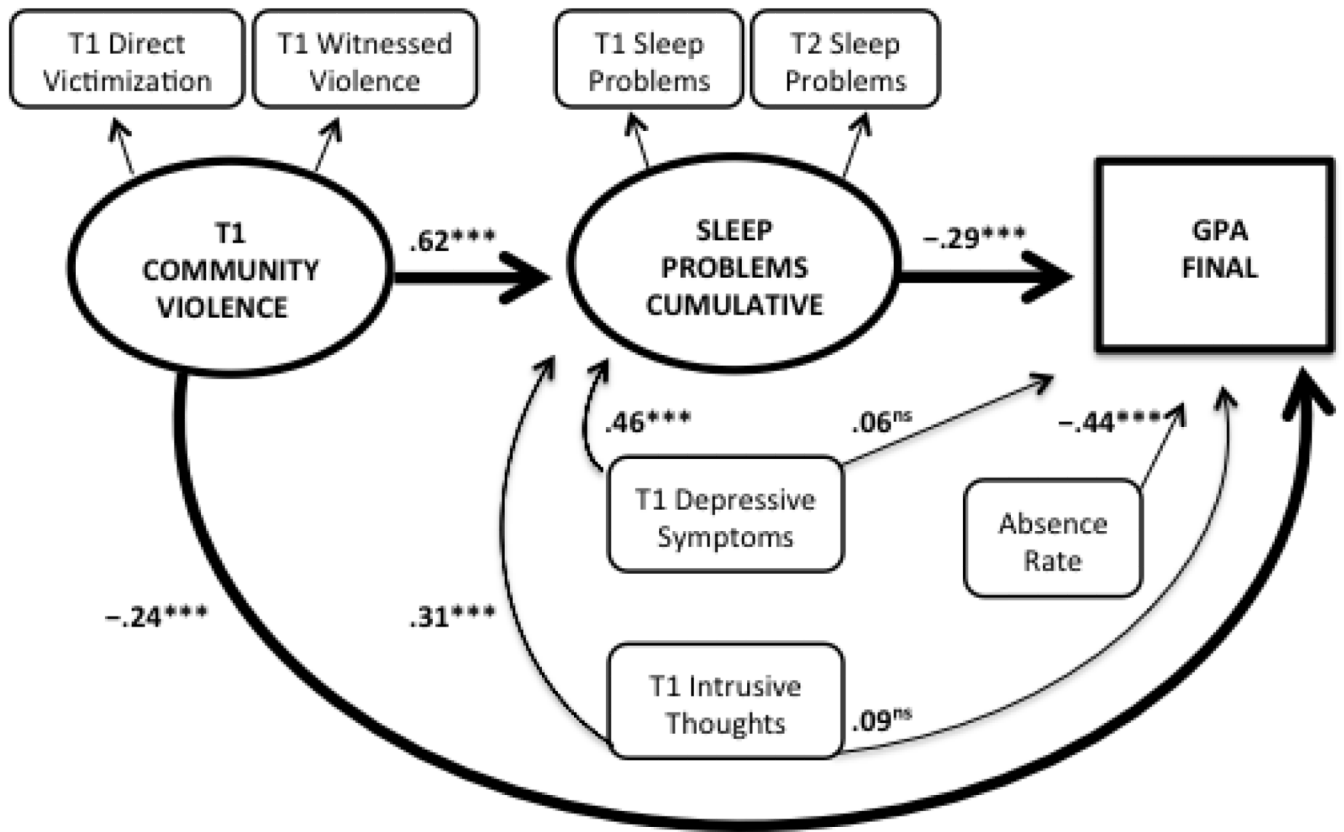 T1 Direct
Victimization
T1 Witnessed
Violence
T1 Sleep
Problems
T2 Sleep
Problems
T1
COMMUNITY
VIOLENCE
.62***
SLEEP
PROBLEMS
CUMULATIVE
–.29***
GPA
FINAL
.46***
.06ns
–.44***
T1 Depressive
Symptoms
Absence
Rate
–.24***
.31***
T1 Intrusive
Thoughts
.09ns